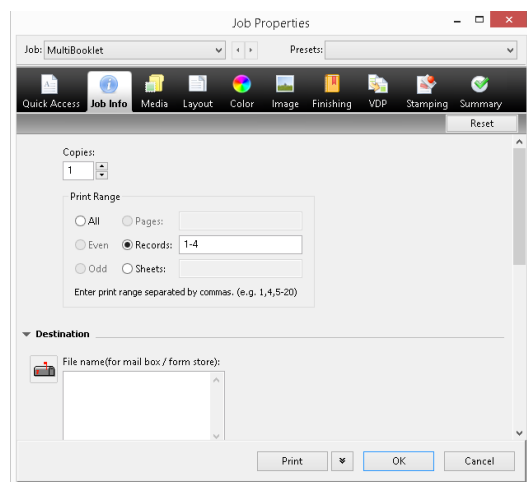 Job Properties
Job: MultiBooklet Presets:
Quick Access Job Info Media Layout Color Image Finishing VDP Stamping Summary
Reset
Copies:
1
Print Range
All Pages:
Even Records: 1-4
Odd Sheets:
Enter print range separated by commas. (e.g. 1,4,5-20)
Destination
File name(for mail box / form store):
Print OK Cancel